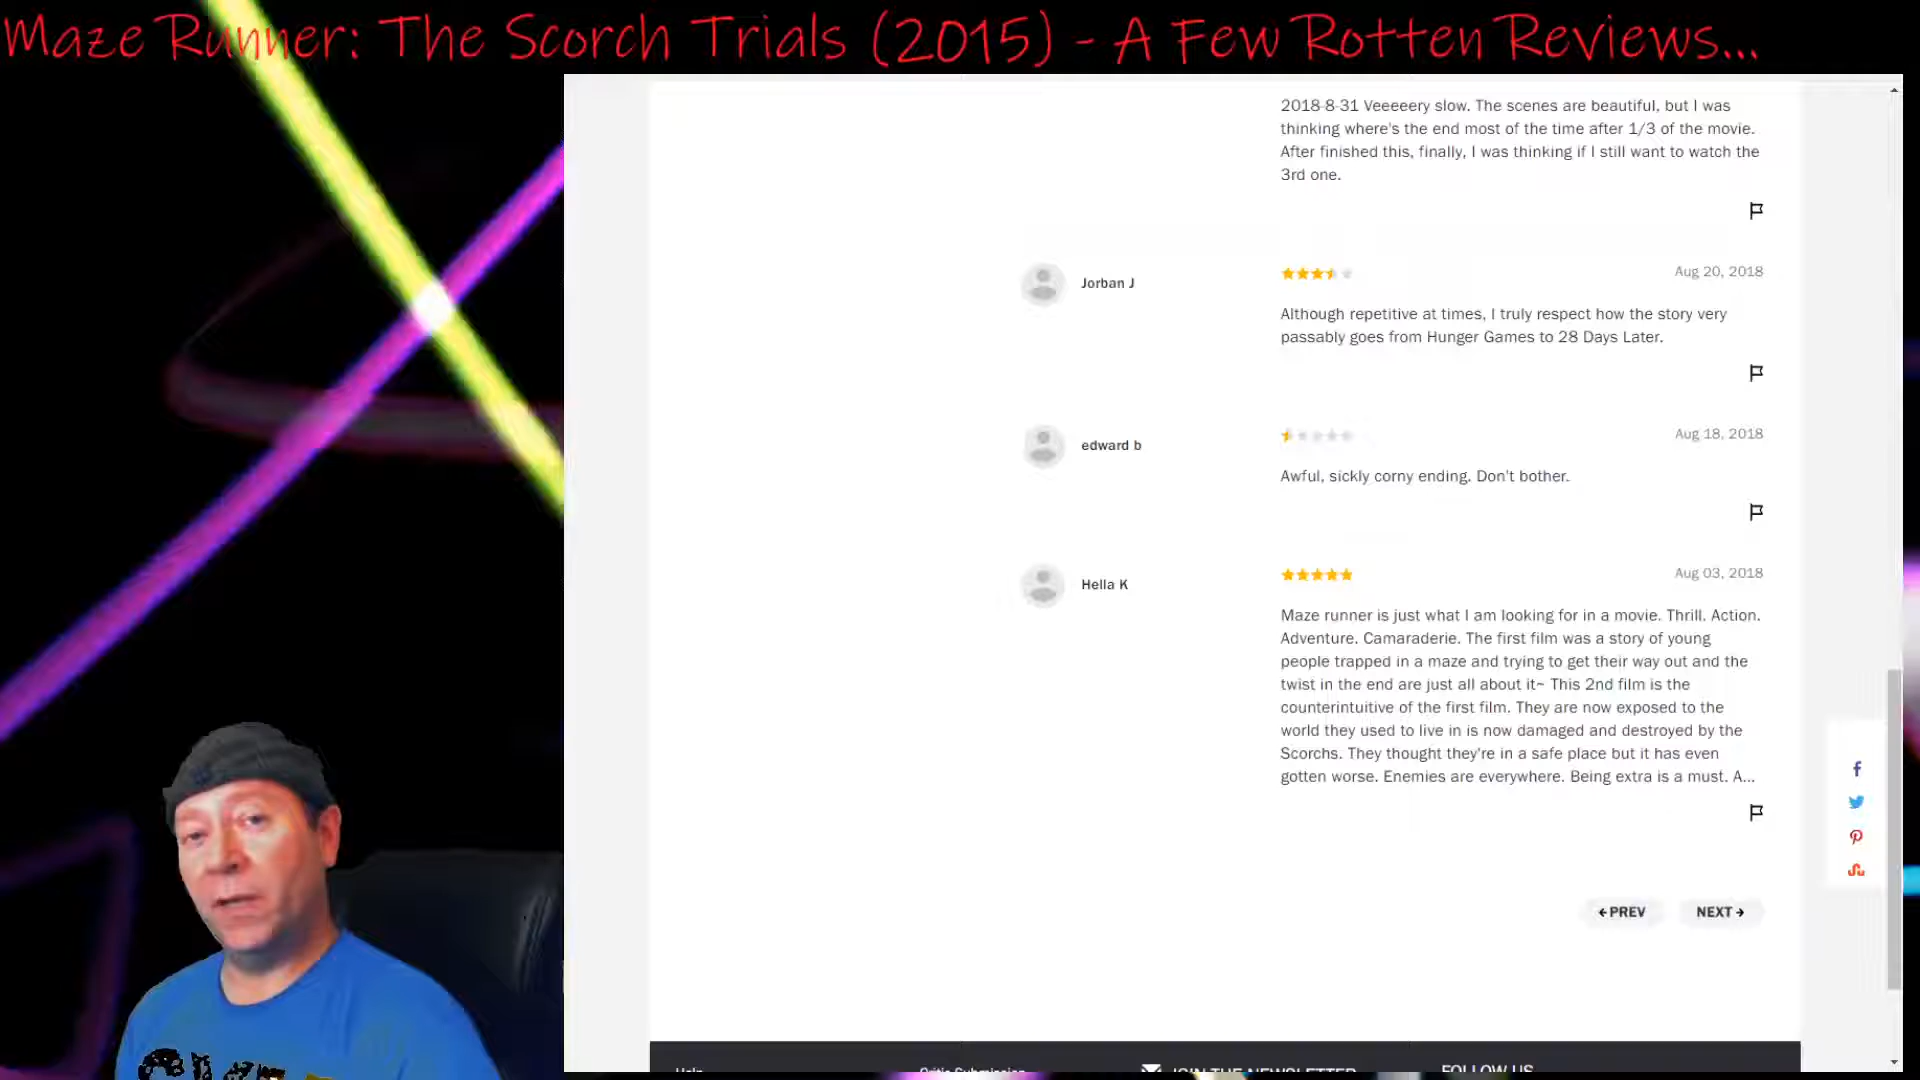 Maze Runner: The Scorch Trials (2015) - A Few Rotten Reviews...
2018-8-31 Veeeeery slow. The scenes are beautiful, but I was
thinking where's the end most of the time after 1/3 of the movie.
After finished this, finally, I was thinking if I still want to watch the
3rd one.
Jorban J
Aug 20, 2018
Although repetitive at times, I truly respect how the story very
passably goes from Hunger Games to 28 Days Later.
edward b
Aug 18, 2018
Awful, sickly corny ending. Don't bother.
Hella K
Aug 03, 2018
Maze runner is just what I am looking for in a movie. Thrill. Action.
Adventure. Camaraderie. The first film was a story of young
people trapped in a maze and trying to get their way out and the
twist in the end are just all about it~ This 2nd film is the
counterintuitive of the first film. They are now exposed to the
world they used to live in is now damaged and destroyed by the
Scorchs. They thought they're in a safe place but it has even
gotten worse. Enemies are everywhere. Being extra is a must. A...
PREV
NEXT
Help
Critic Submission
JOIN THE NEWSLETTER
FOLLOW US